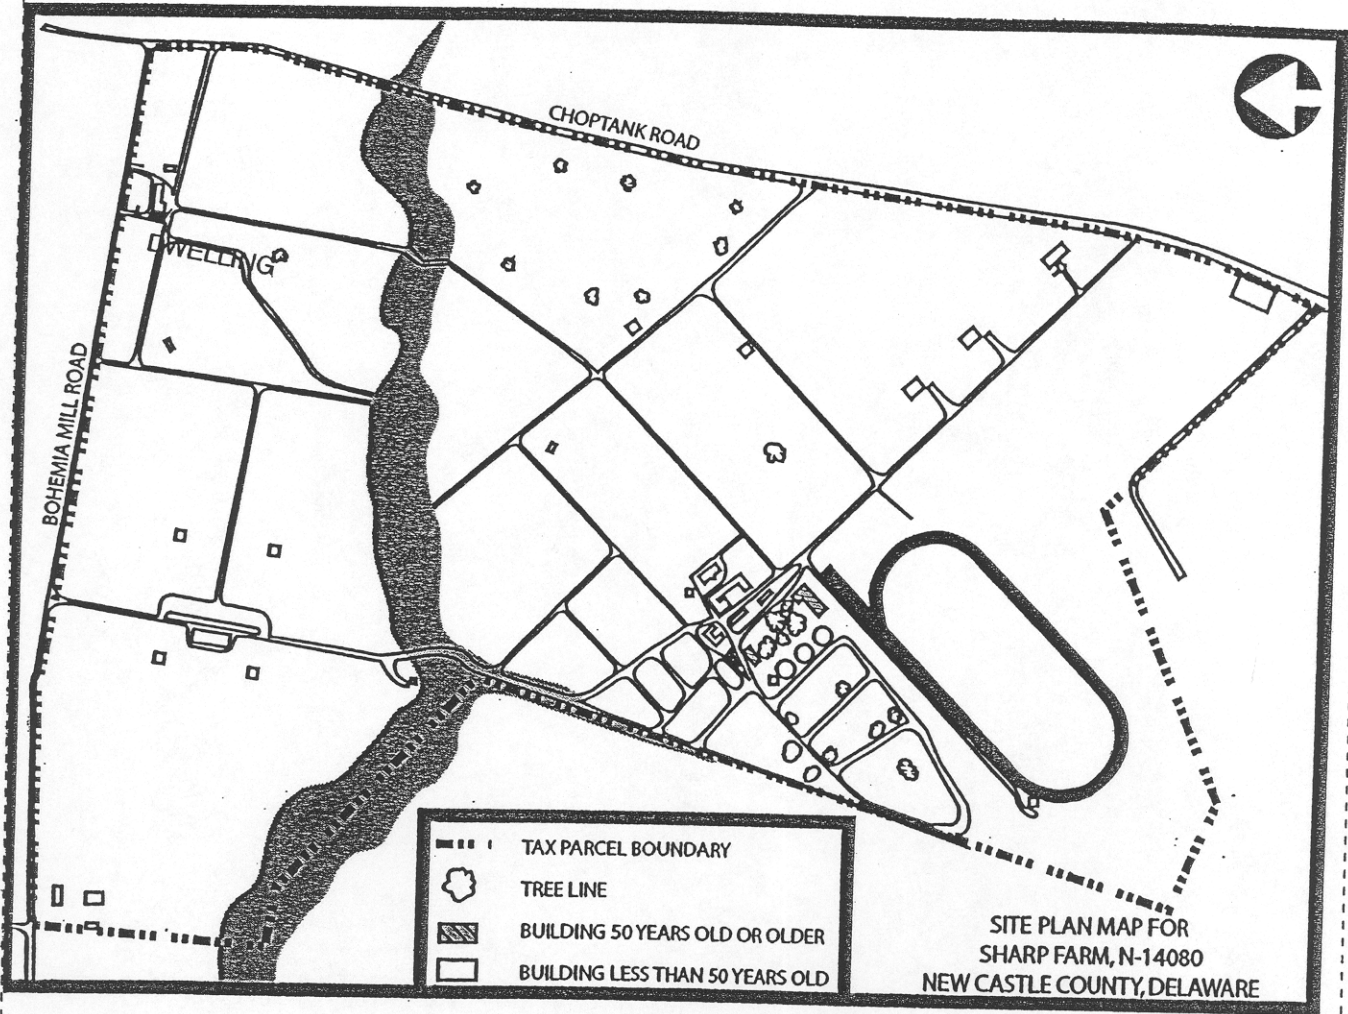 CHOPTANK ROAD
DWELLING
BOHEMIA MILL ROAD
TAX PARCEL BOUNDARY
TREE LINE
BUILDING 50 YEARS OLD OR OLDER
BUILDING LESS THAN 50 YEARS OLD
SITE PLAN MAP FOR
SHARP FARM, N-14080
NEW CASTLE COUNTY, DELAWARE